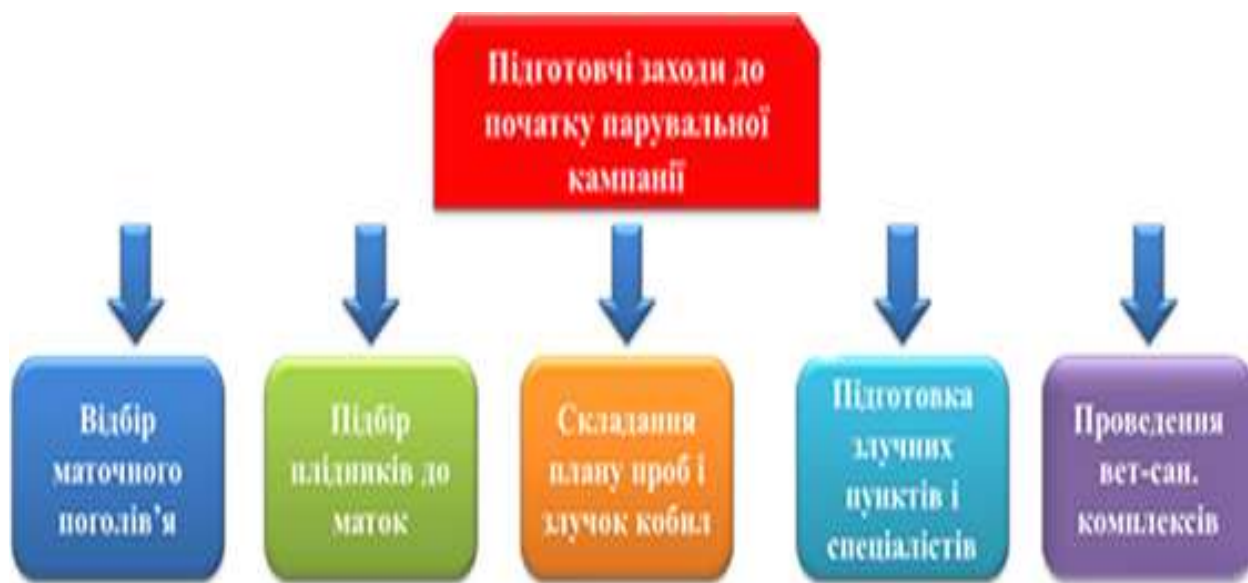 Підготовчі заходи до
початку парувальної
кампанії
Відбір
маточного
поголів’я
Підбір
плідників до
маток
Складання
плану проб і
злучок кобил
Підготовка
злучних
пунктів і
спеціалістів
Проведення
вет-сан.
комплексів